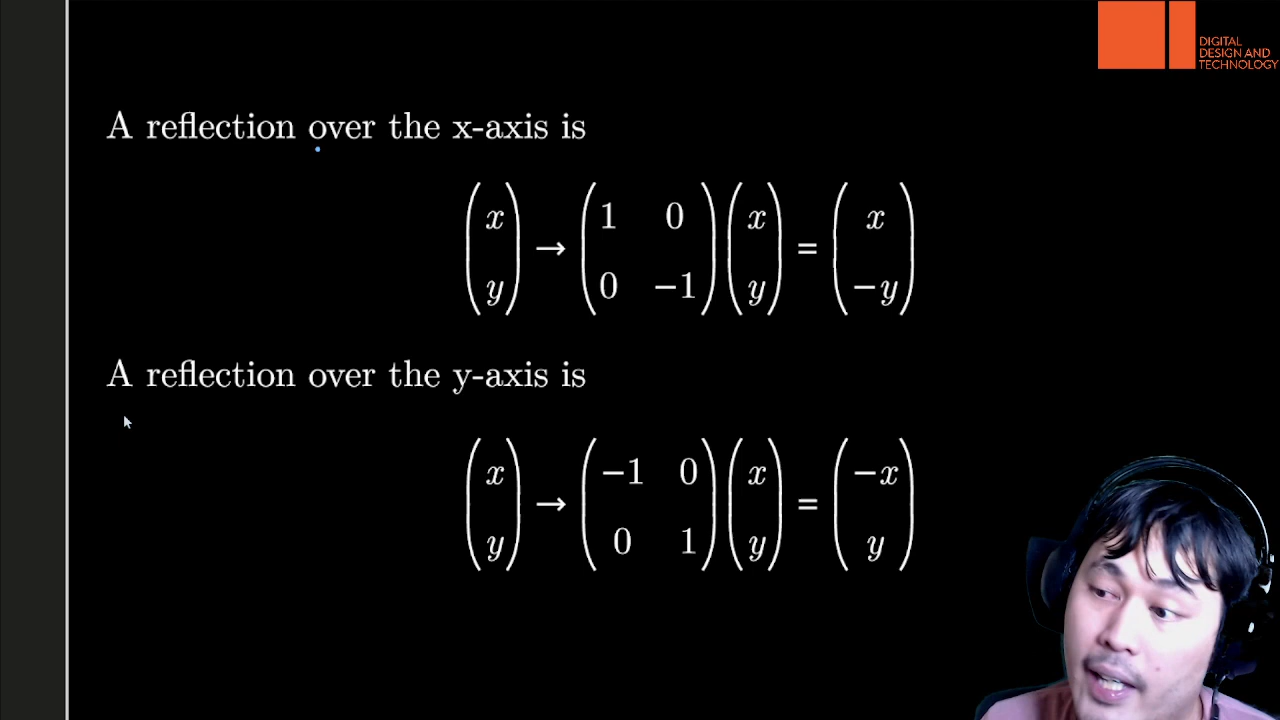 DIGITAL
DESIGN AND
TECHNOLOGY
A reflection over the x-axis is
(x y) → (1 0 0 −1)(x y) = (x −y)
A reflection over the y-axis is
(x y) → (−1 0 0 1)(x y) = (−x y)